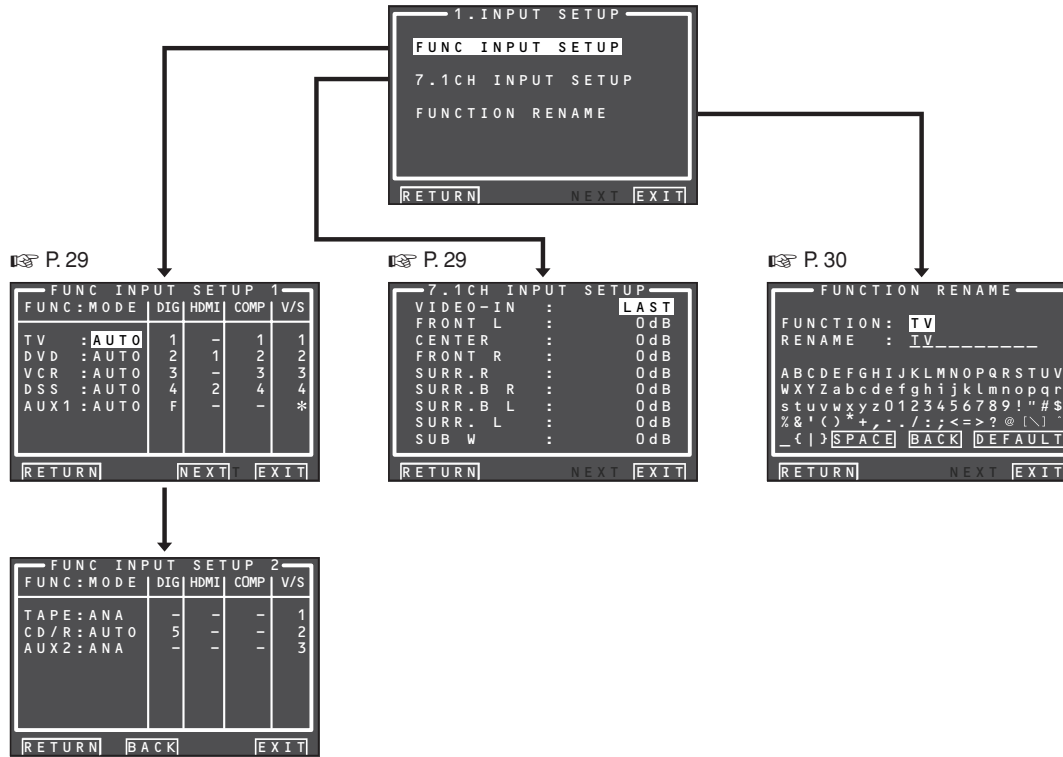 1.INPUT SETUP
FUNC INPUT SETUP
7.1CH INPUT SETUP
FUNCTION RENAME
RETURN NEXT EXIT
☞ P. 29
FUNC INPUT SETUP 1
FUNC:MODE DIG HDMI COMP V/S
TV :AUTO 1 – 1 1
DVD :AUTO 2 1 2 2
VCR :AUTO 3 – 3 3
DSS :AUTO 4 2 4 4
AUX1 :AUTO F – – *
RETURN NEXT EXIT
☞ P. 29
7.1CH INPUT SETUP
VIDEO-IN : LAST
FRONT L : 0dB
CENTER : 0dB
FRONT R : 0dB
SURR.R : 0dB
SURR.B R : 0dB
SURR.B L : 0dB
SURR. L : 0dB
SUB W : 0dB
RETURN NEXT EXIT
☞ P. 30
FUNCTION RENAME
FUNCTION: TV
RENAME : TV__________
ABCDEFGHIJKLMNOPQRSTUV
WXYZabcdefghijklmnopqr
stuvwxyz0123456789!"#$
%&'()*+,-./:;<=>?@[\]^
_{|}SPACE BACK DEFAULT
RETURN NEXT EXIT
FUNC INPUT SETUP 2
FUNC:MODE DIG HDMI COMP V/S
TAPE:ANA – – – 1
CD/R:AUTO 5 – – 2
AUX2:ANA – – – 3
RETURN BACK EXIT